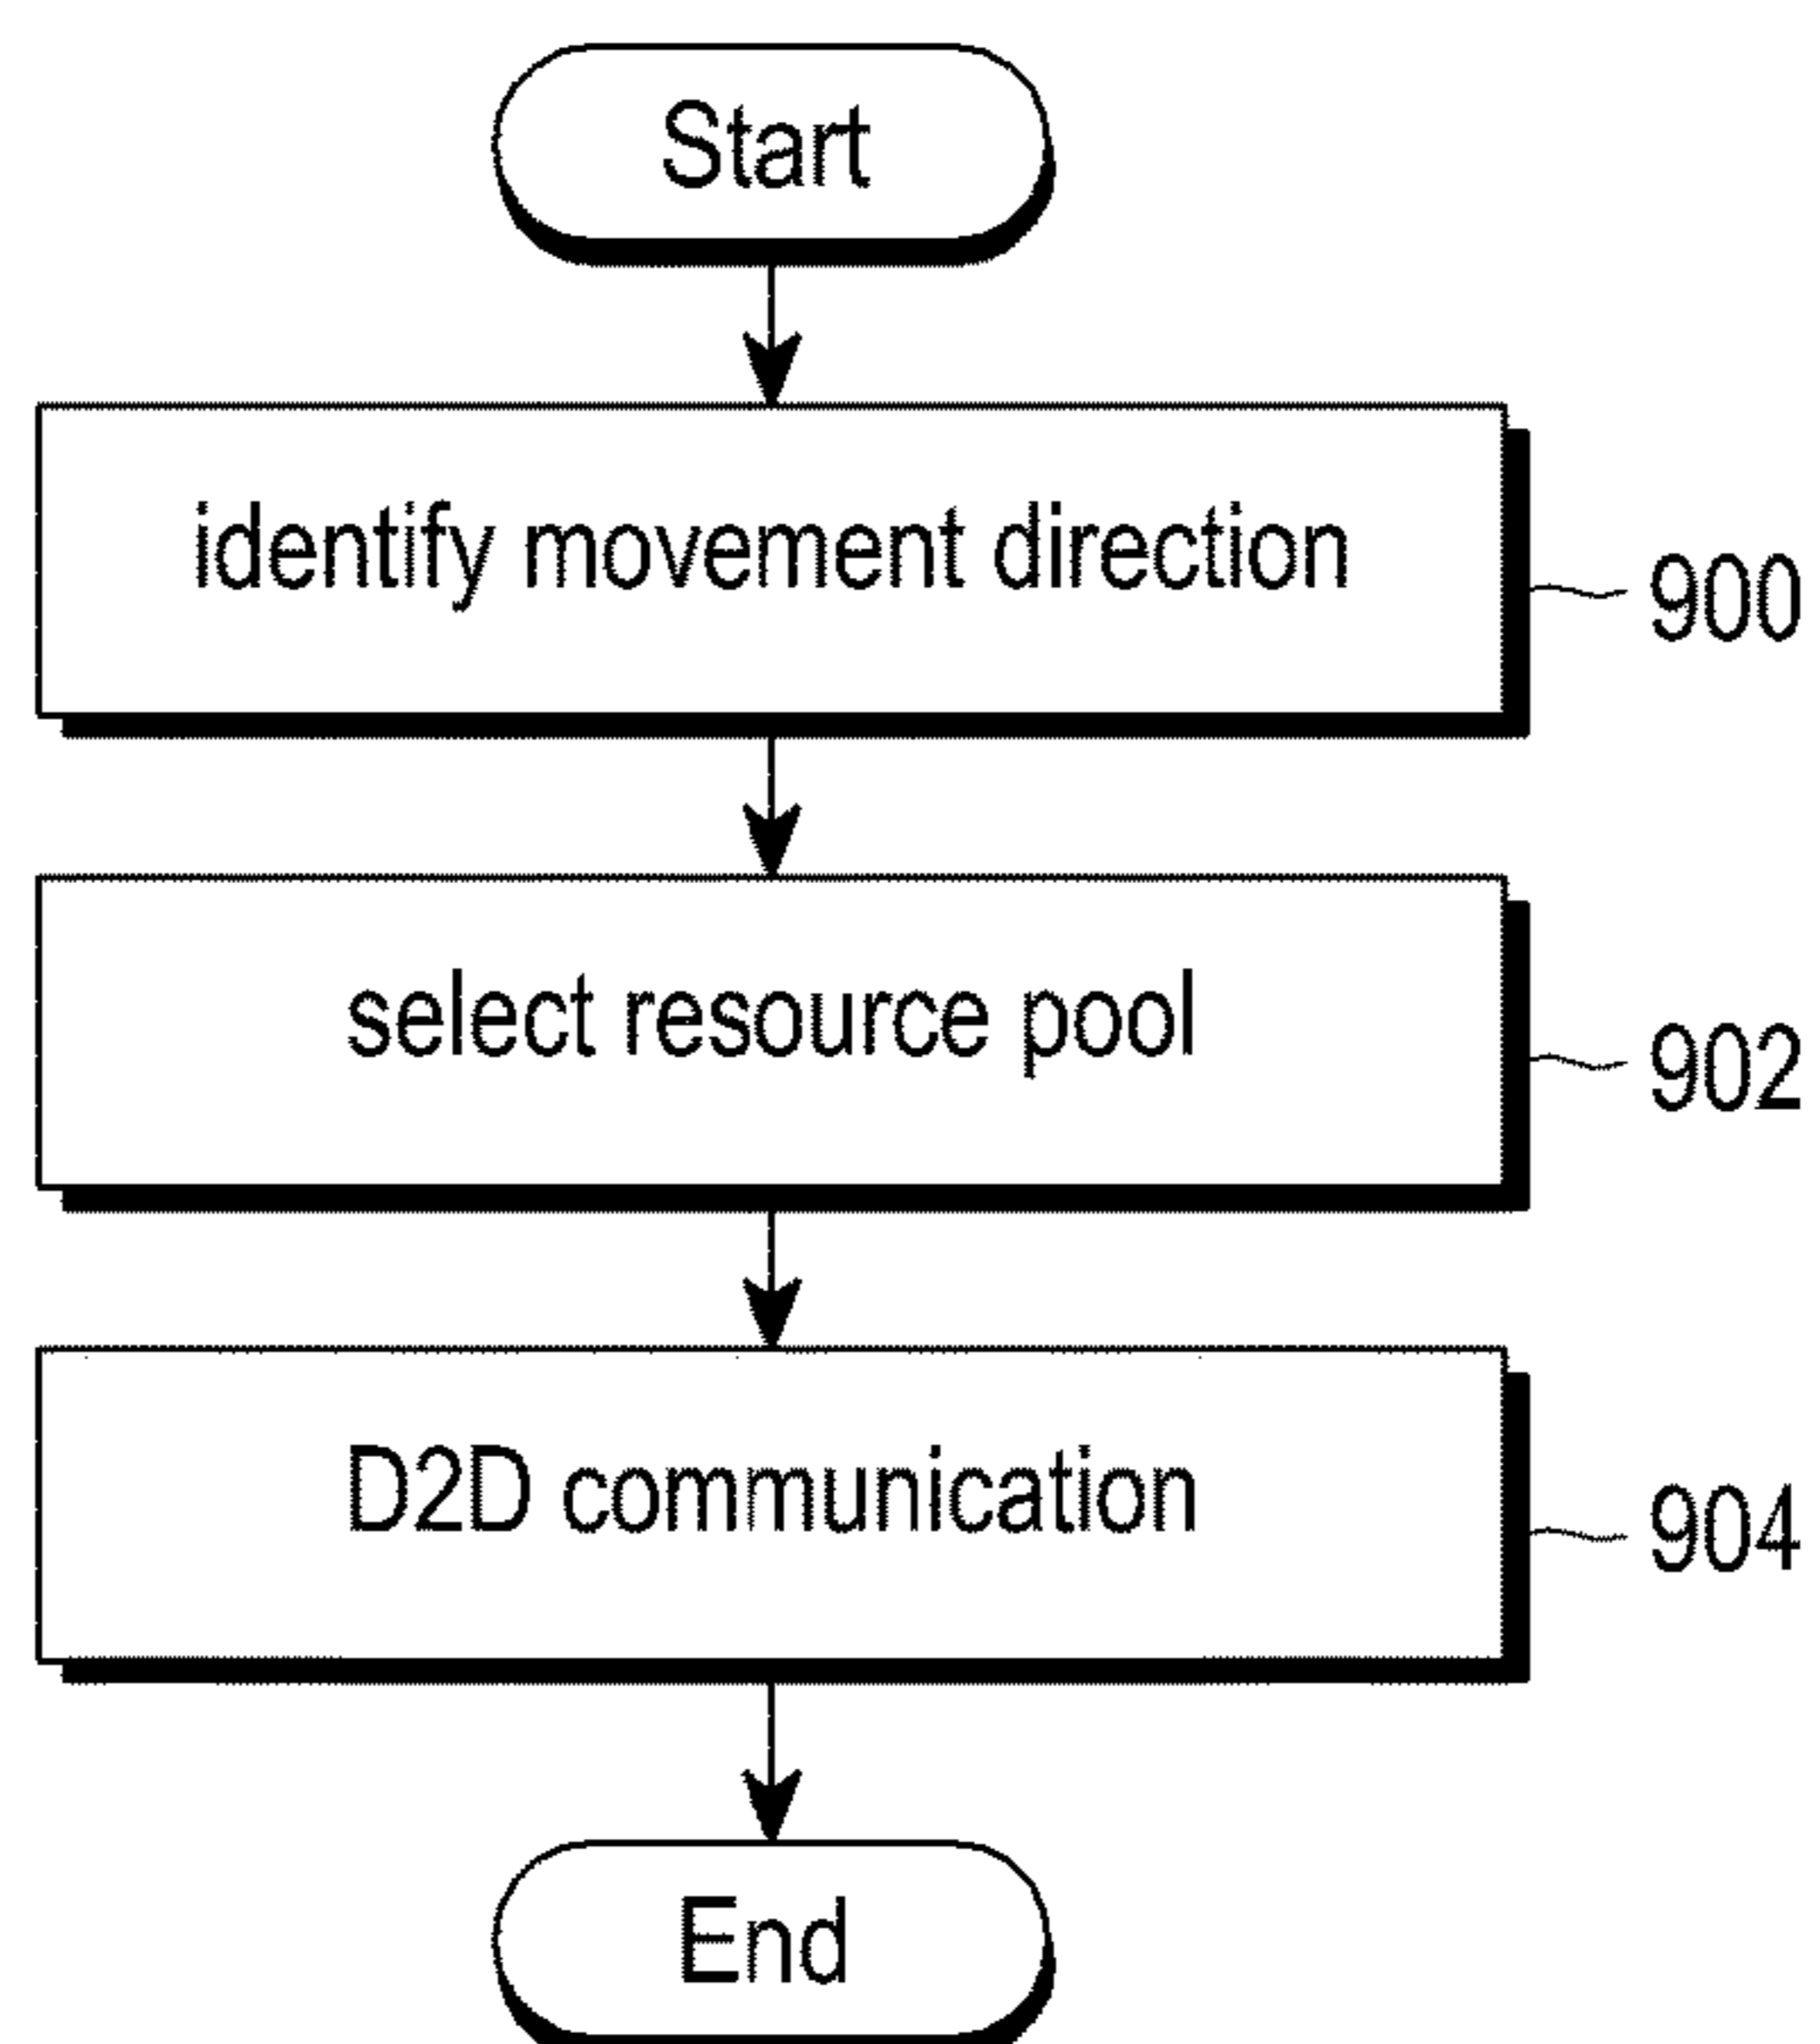 Start
identify movement direction
900
select resource pool
902
D2D communication
904
End